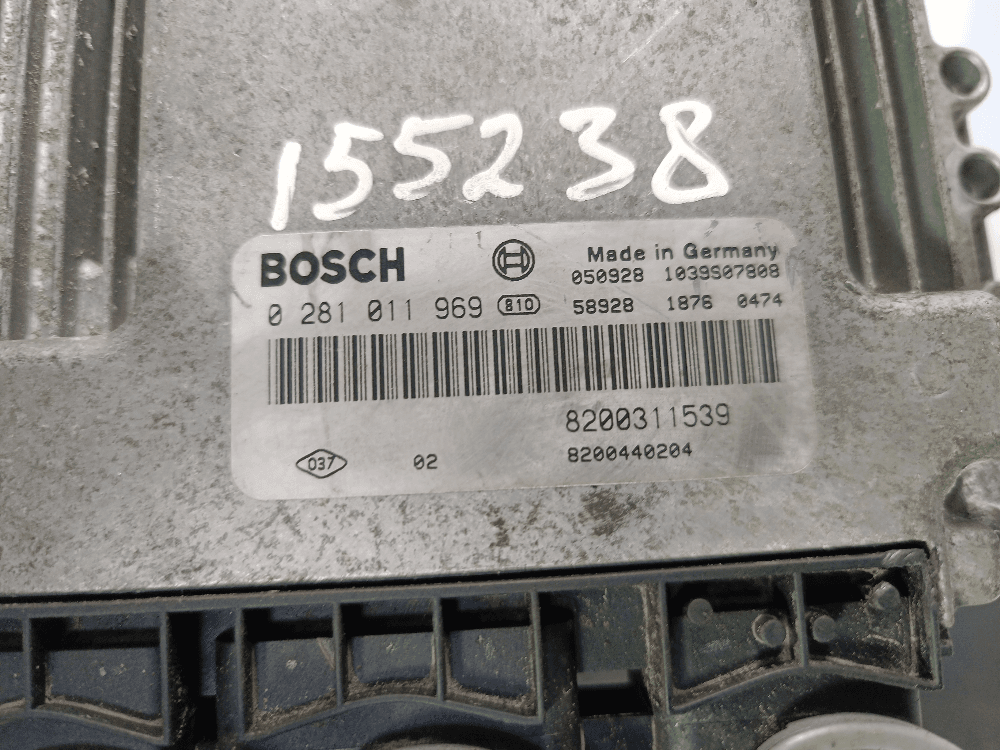 155238
BOSCH
Made in Germany
050928 1039S07808
0 281 011 969 810 58928 1876 0474
8200311539
037 02 8200440204